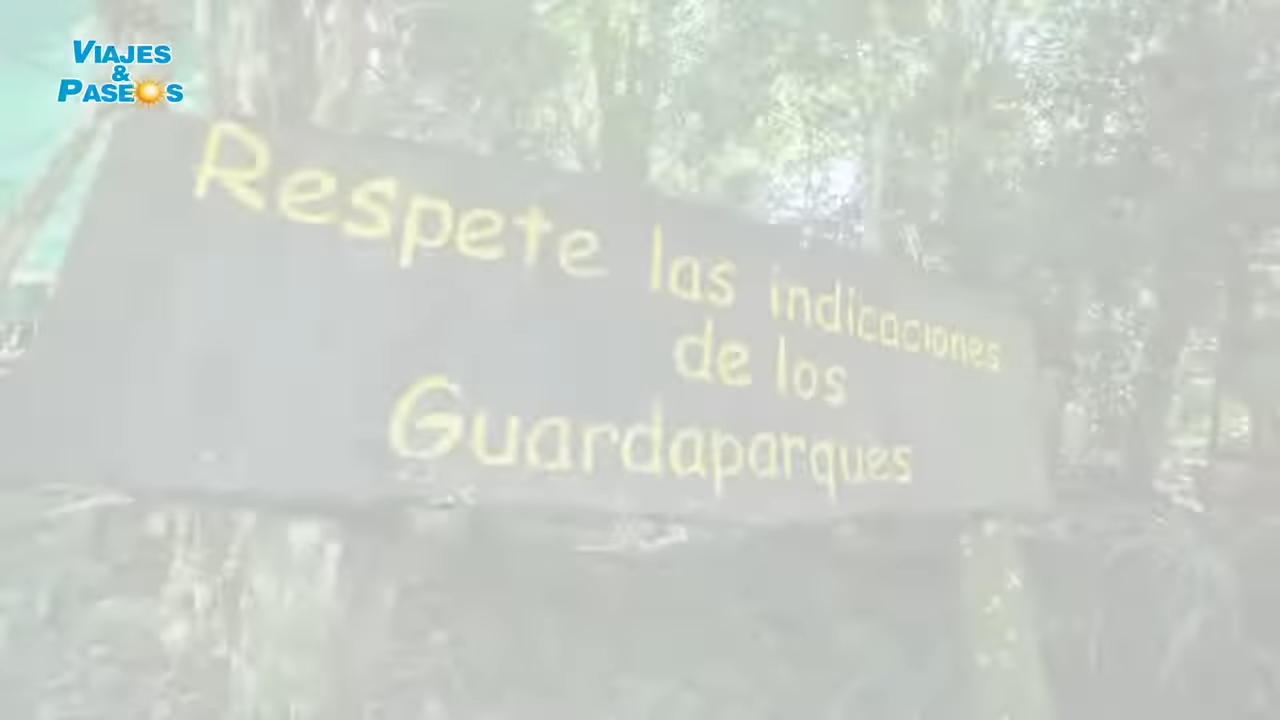 VIAJES
&
PASEOS
Respete las indicaciones
de los
Guardaparques